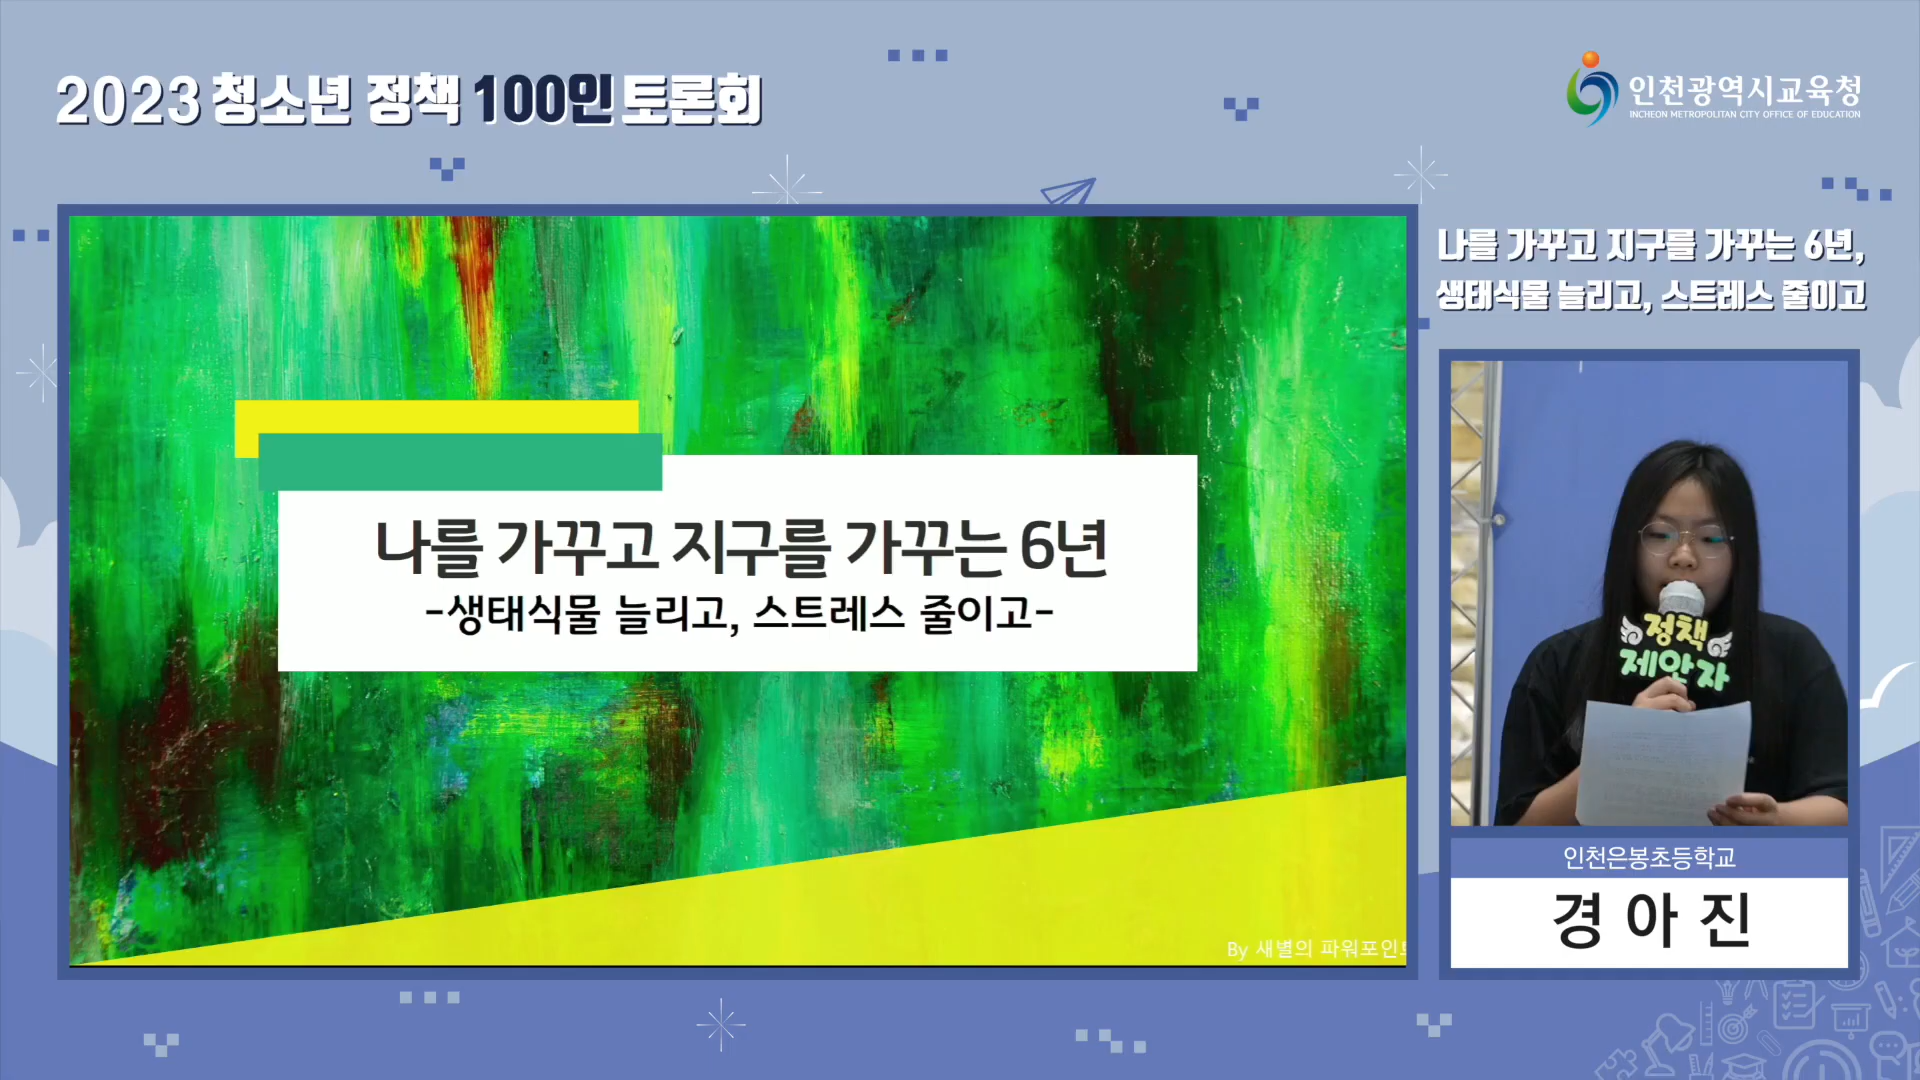 2023 청소년 정책 100인 토론회
인천광역시교육청
INCHEON METROPOLITAN CITY OFFICE OF EDUCATION
나를 가꾸고 지구를 가꾸는 6년,
생태식물 늘리고, 스트레스 줄이고
나를 가꾸고 지구를 가꾸는 6년
-생태식물 늘리고, 스트레스 줄이고-
By 새별의 파워포인트
정책
제안자
인천은봉초등학교
경아진